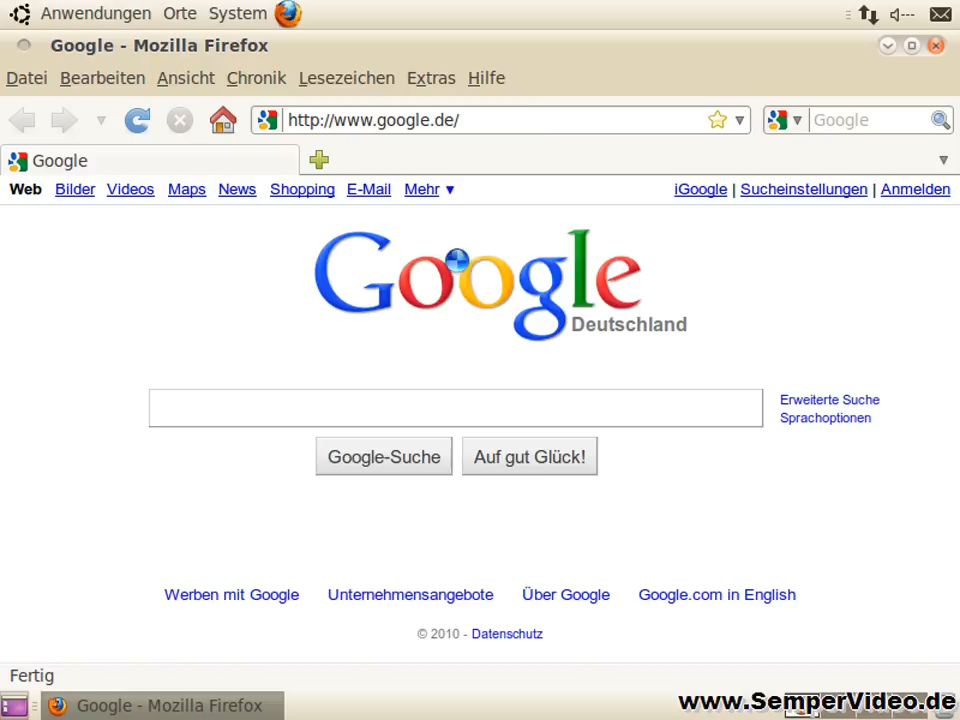 Anwendungen Orte System
Google - Mozilla Firefox
Datei Bearbeiten Ansicht Chronik Lesezeichen Extras Hilfe
http://www.google.de/ Google
Google
Web Bilder Videos Maps News Shopping E-Mail Mehr ▼ iGoogle | Sucheinstellungen | Anmelden
Google
Deutschland
Erweiterte Suche
Sprachoptionen
Google-Suche Auf gut Glück!
Werben mit Google Unternehmensangebote Über Google Google.com in English
© 2010 - Datenschutz
Fertig
Google - Mozilla Firefox www.SemperVideo.de